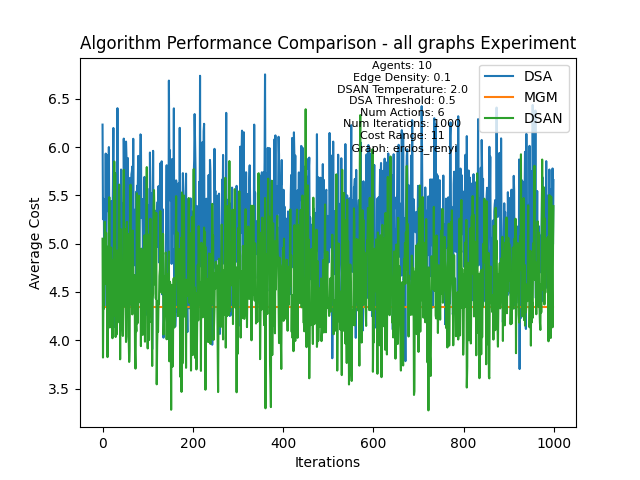 Algorithm Performance Comparison - all graphs Experiment
Agents: 10
Edge Density: 0.1
DSAN Temperature: 2.0
DSA Threshold: 0.5
Num Actions: 6
Num Iterations: 1000
Cost Range: 11
Graph: erdos_renyi
DSA
MGM
DSAN
Average Cost
6.5
6.0
5.5
5.0
4.5
4.0
3.5
0
200
400
600
800
1000
Iterations